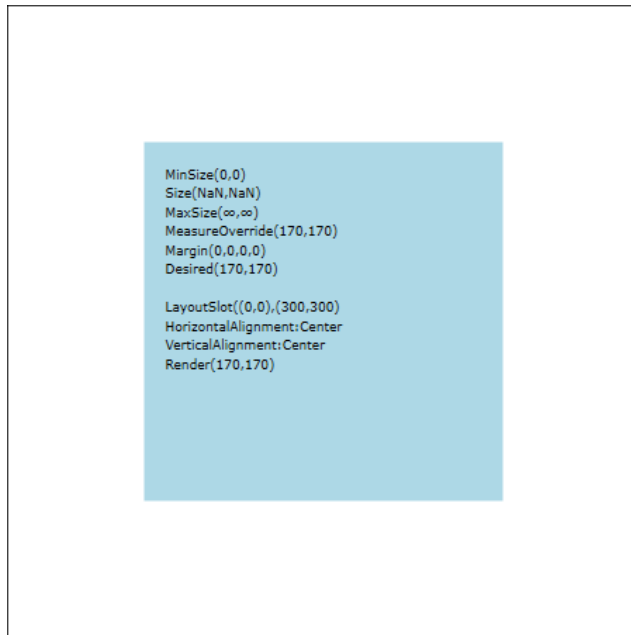 MinSize(0,0)
Size(NaN,NaN)
MaxSize(∞,∞)
MeasureOverride(170,170)
Margin(0,0,0,0)
Desired(170,170)
LayoutSlot((0,0),(300,300)
HorizontalAlignment:Center
VerticalAlignment:Center
Render(170,170)